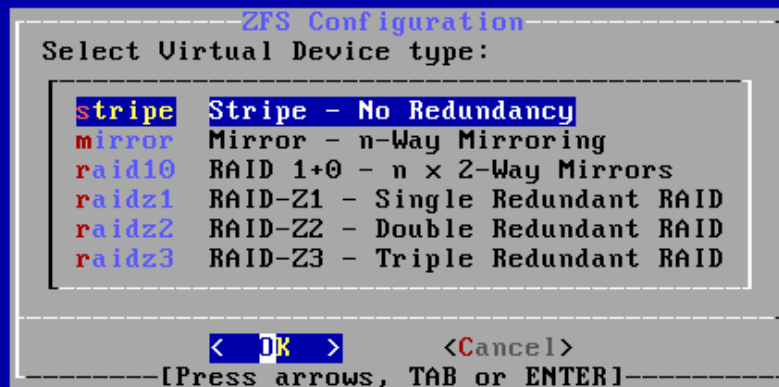 ZFS Configuration
Select Virtual Device type:
stripe Stripe - No Redundancy
mirror Mirror - n-Way Mirroring
raid10 RAID 1+0 - n x 2-Way Mirrors
raidz1 RAID-Z1 - Single Redundant RAID
raidz2 RAID-Z2 - Double Redundant RAID
raidz3 RAID-Z3 - Triple Redundant RAID
< OK > <Cancel>
[Press arrows, TAB or ENTER]